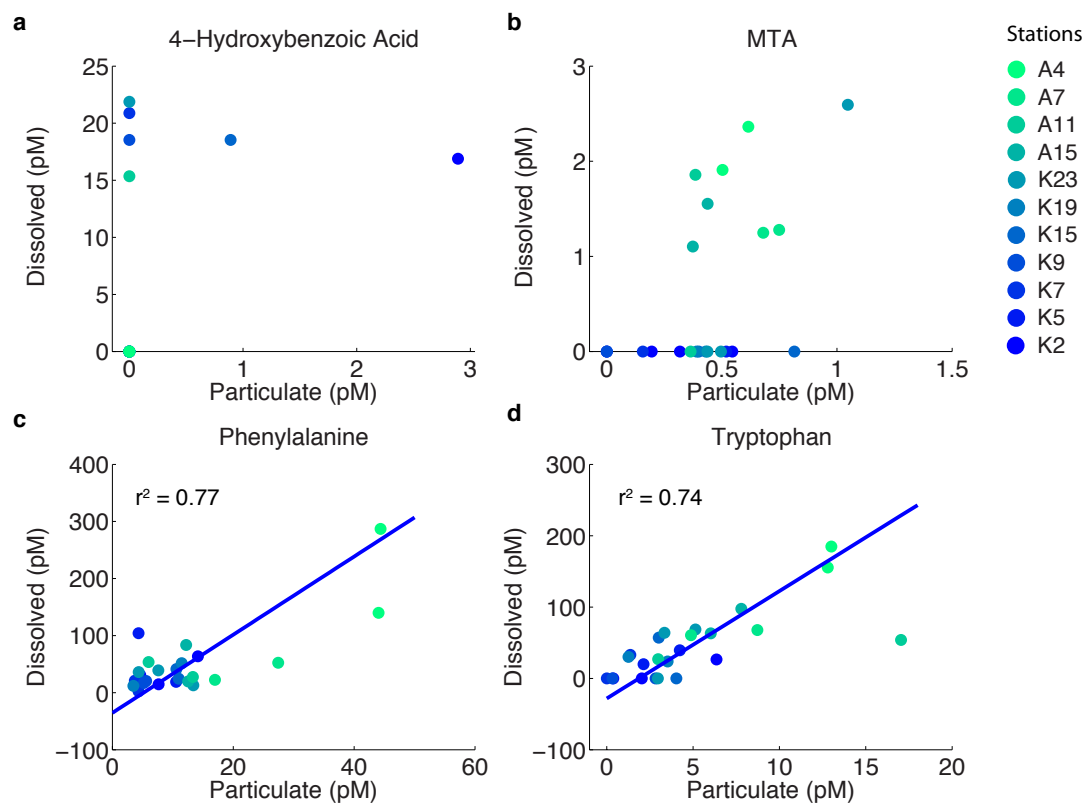 a
4−Hydroxybenzoic Acid
25
20
15
10
5
0
Dissolved (pM)
0 1 2 3
Particulate (pM)
b
MTA
3
2
1
0
Dissolved (pM)
0 0.5 1 1.5
Particulate (pM)
Stations
A4
A7
A11
A15
K23
K19
K15
K9
K7
K5
K2
c
Phenylalanine
r² = 0.77
400
300
200
100
0
−100
Dissolved (pM)
0 20 40 60
Particulate (pM)
d
Tryptophan
r² = 0.74
300
200
100
0
−100
Dissolved (pM)
0 5 10 15 20
Particulate (pM)